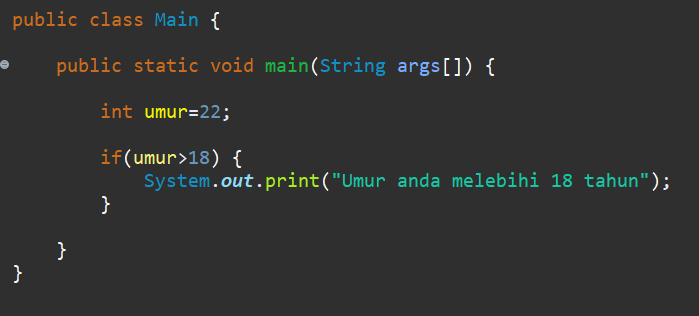 public class Main {
public static void main(String args[]) {
int umur=22;
if(umur>18) {
System.out.print("Umur anda melebihi 18 tahun");
}
}
}